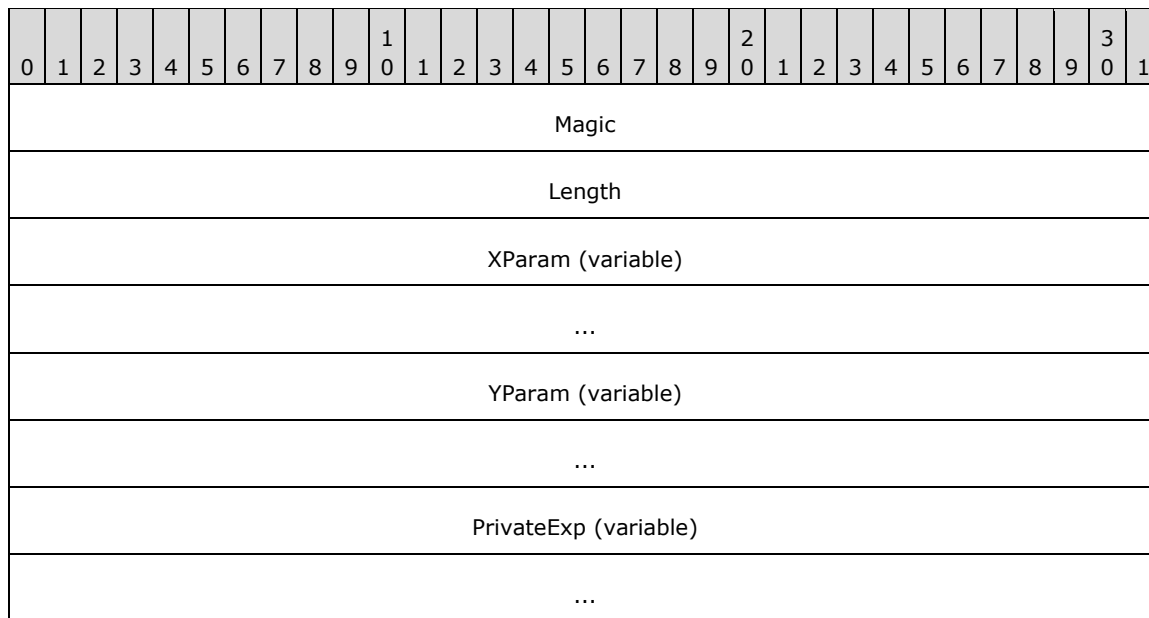 1 2 3
0 1 2 3 4 5 6 7 8 9 0 1 2 3 4 5 6 7 8 9 0 1 2 3 4 5 6 7 8 9 0 1
Magic
Length
XParam (variable)
...
YParam (variable)
...
PrivateExp (variable)
...